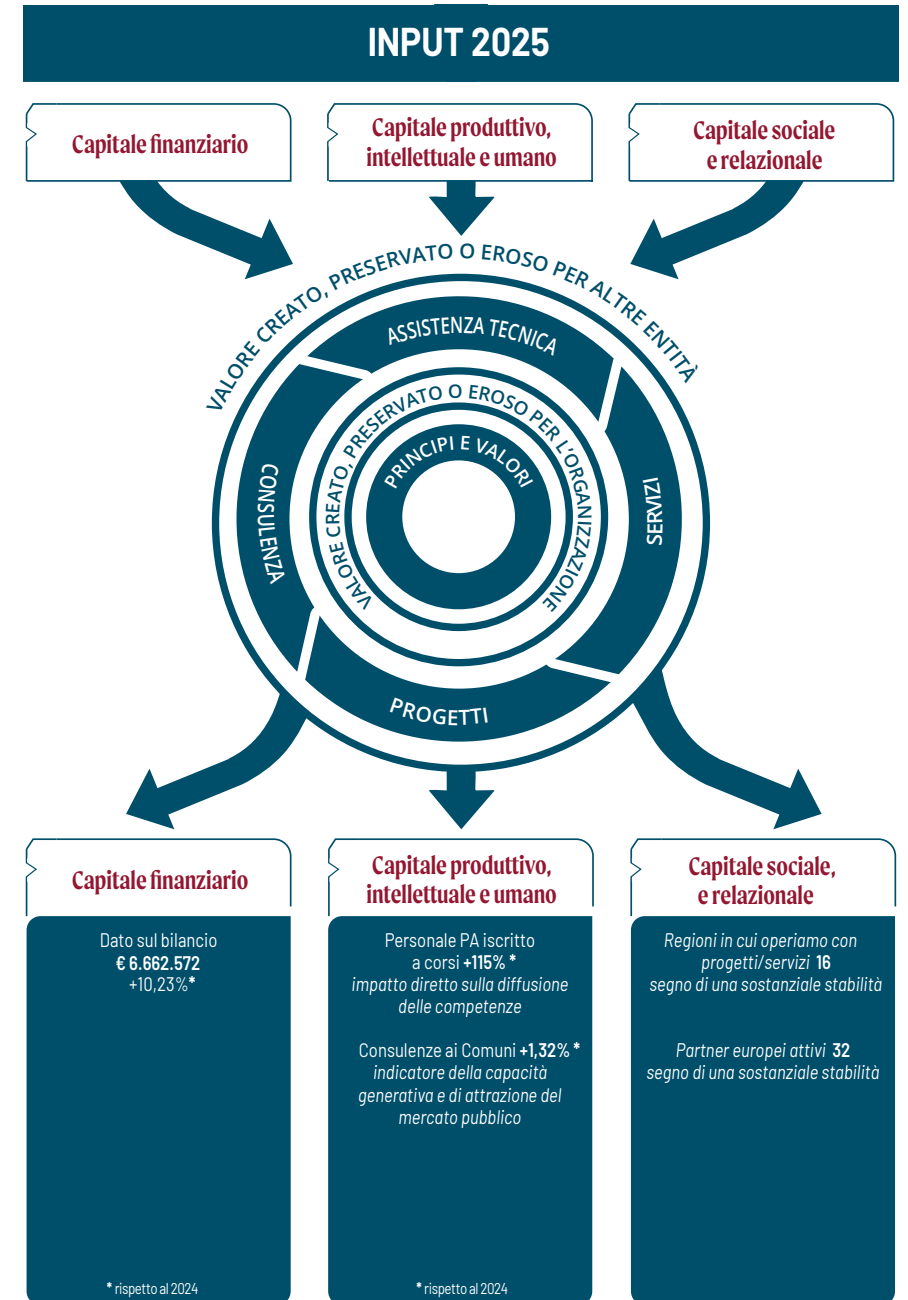 INPUT 2025
Capitale finanziario
Capitale produttivo,
intellettuale e umano
Capitale sociale
e relazionale
VALORE CREATO, PRESERVATO O EROSO PER ALTRE ENTITÀ
ASSISTENZA TECNICA
SERVIZI
PROGETTI
CONSULENZA
VALORE CREATO, PRESERVATO O EROSO PER L'ORGANIZZAZIONE
PRINCIPI E VALORI
Capitale finanziario
Dato sul bilancio
€ 6.662.572
+10,23%*
* rispetto al 2024
Capitale produttivo,
intellettuale e umano
Personale PA iscritto
a corsi +115% *
impatto diretto sulla diffusione
delle competenze
Consulenze ai Comuni +1,32% *
indicatore della capacità
generativa e di attrazione del
mercato pubblico
* rispetto al 2024
Capitale sociale,
e relazionale
Regioni in cui operiamo con
progetti/servizi 16
segno di una sostanziale stabilità
Partner europei attivi 32
segno di una sostanziale stabilità